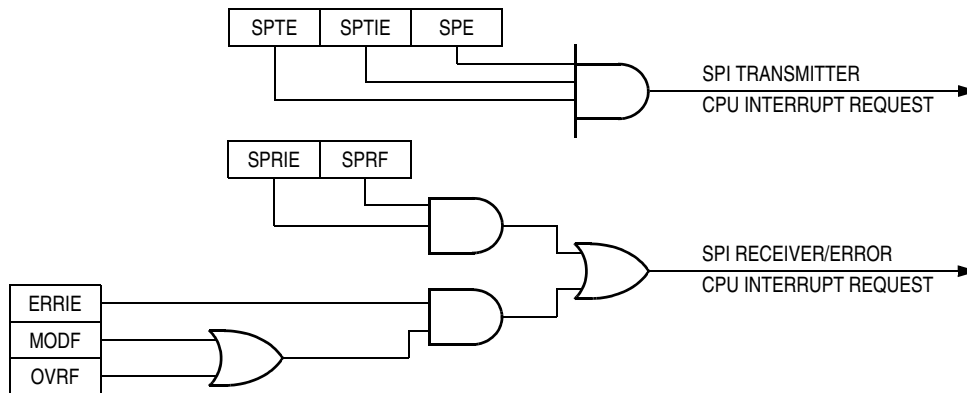 SPTE SPTIE SPE
SPI TRANSMITTER
CPU INTERRUPT REQUEST
SPRIE SPRF
SPI RECEIVER/ERROR
CPU INTERRUPT REQUEST
ERRIE
MODF
OVRF